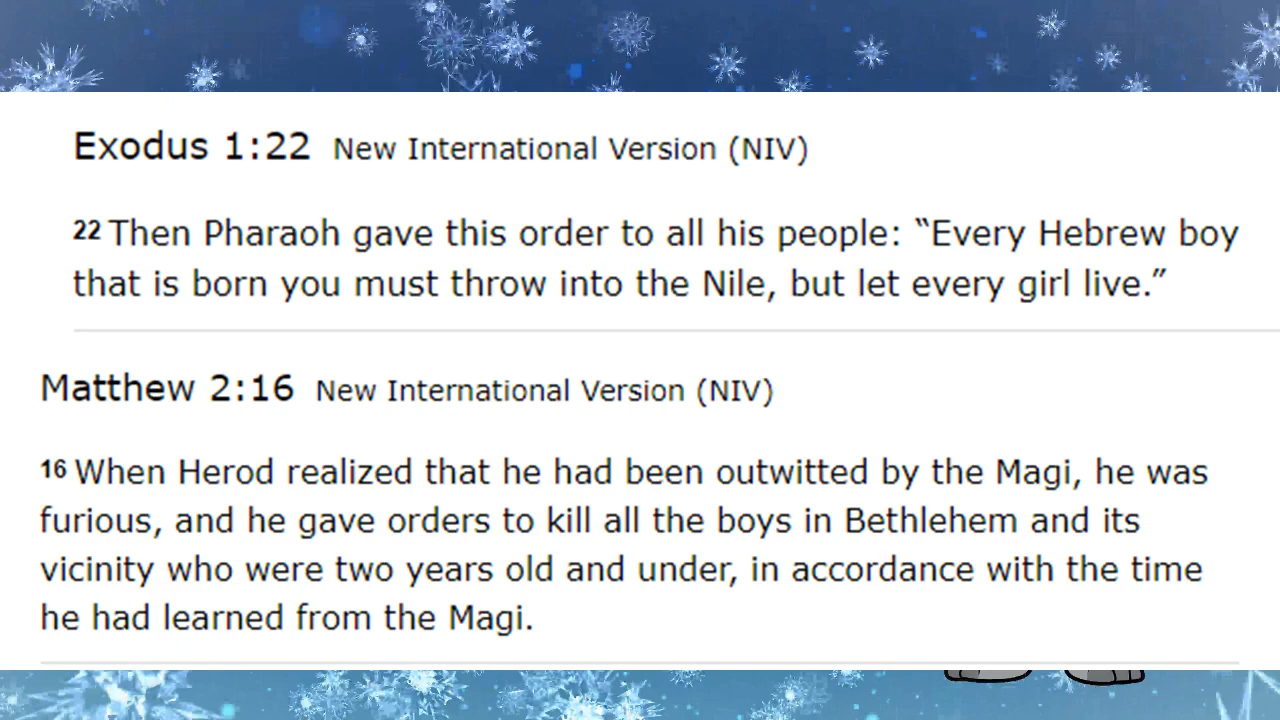 Exodus 1:22 New International Version (NIV)
22 Then Pharaoh gave this order to all his people: “Every Hebrew boy
that is born you must throw into the Nile, but let every girl live.”
Matthew 2:16 New International Version (NIV)
16 When Herod realized that he had been outwitted by the Magi, he was
furious, and he gave orders to kill all the boys in Bethlehem and its
vicinity who were two years old and under, in accordance with the time
he had learned from the Magi.